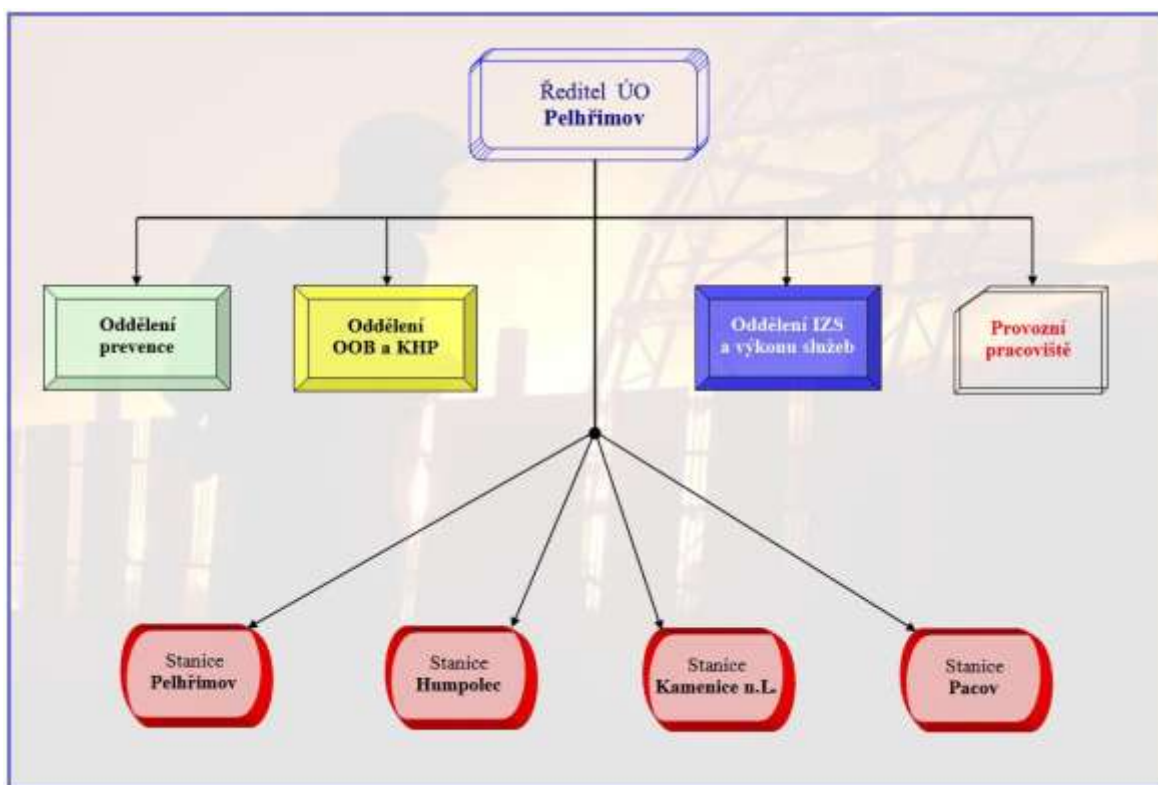 Ředitel ÚO
Pelhřimov
Oddělení
prevence
Oddělení
OOB a KHP
Oddělení IZS
a výkonu služeb
Provozní
pracoviště
Stanice
Pelhřimov
Stanice
Humpolec
Stanice
Kamenice n.L.
Stanice
Pacov